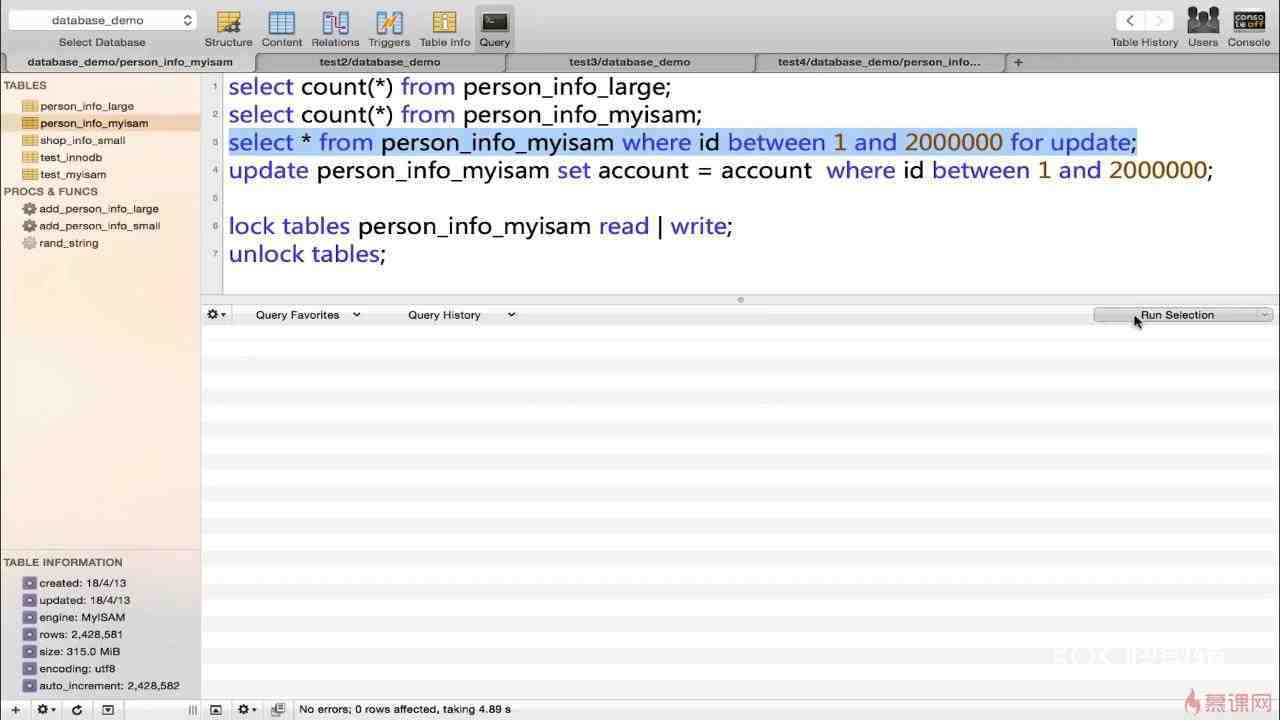 database_demo
Select Database
Structure
Content
Relations
Triggers
Table Info
Query
Table History
Users
conso
le off
Console
database_demo/person_info_myisam
test2/database_demo
test3/database_demo
test4/database_demo/person_info...
+
TABLES
person_info_large
person_info_myisam
shop_info_small
test_innodb
test_myisam
PROCS & FUNCS
add_person_info_large
add_person_info_small
rand_string
1 select count(*) from person_info_large;
2 select count(*) from person_info_myisam;
3 select * from person_info_myisam where id between 1 and 2000000 for update;
4 update person_info_myisam set account = account  where id between 1 and 2000000;
5
6 lock tables person_info_myisam read | write;
7 unlock tables;
Query Favorites
Query History
Run Selection
TABLE INFORMATION
created: 18/4/13
updated: 18/4/13
engine: MyISAM
rows: 2,428,581
size: 315.0 MiB
encoding: utf8
auto_increment: 2,428,582
No errors; 0 rows affected, taking 4.89 s
慕课网